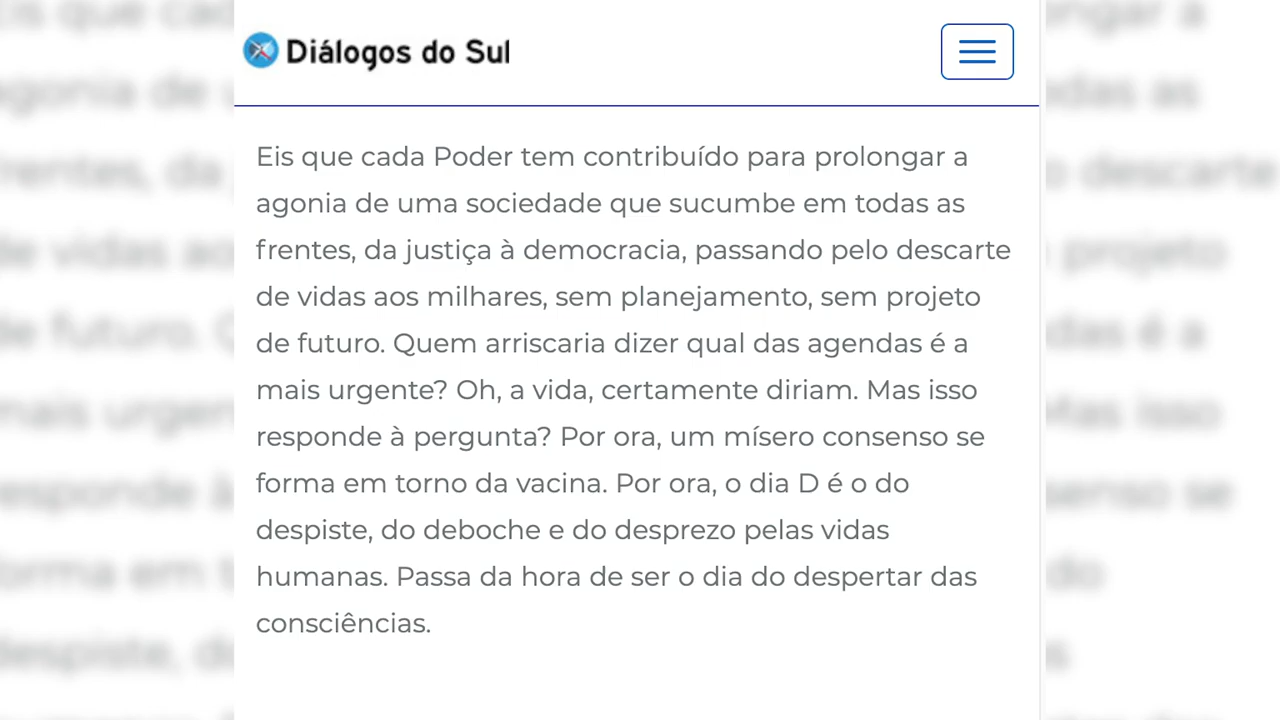 Diálogos do Sul
Eis que cada Poder tem contribuído para prolongar a
agonia de uma sociedade que sucumbe em todas as
frentes, da justiça à democracia, passando pelo descarte
de vidas aos milhares, sem planejamento, sem projeto
de futuro. Quem arriscaria dizer qual das agendas é a
mais urgente? Oh, a vida, certamente diriam. Mas isso
responde à pergunta? Por ora, um mísero consenso se
forma em torno da vacina. Por ora, o dia D é o do
despiste, do deboche e do desprezo pelas vidas
humanas. Passa da hora de ser o dia do despertar das
consciências.